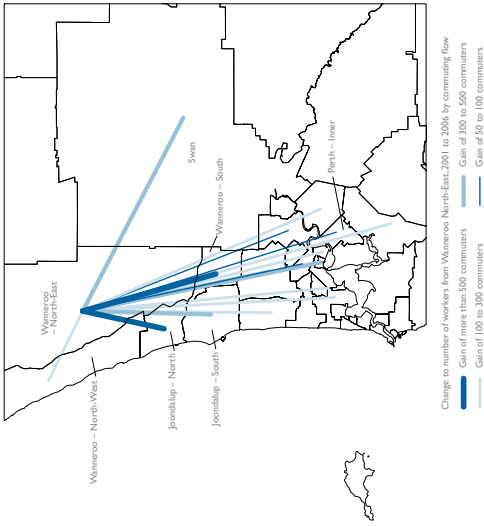 Wanneroo
– North-East
Wanneroo – North-West
Joondalup – North
Joondalup – South
Swan
Wanneroo – South
Perth – Inner
Change to number of workers from Wanneroo North-East, 2001 to 2006 by commuting flow
Gain of more than 500 commuters
Gain of 300 to 500 commuters
Gain of 100 to 300 commuters
Gain of 50 to 100 commuters